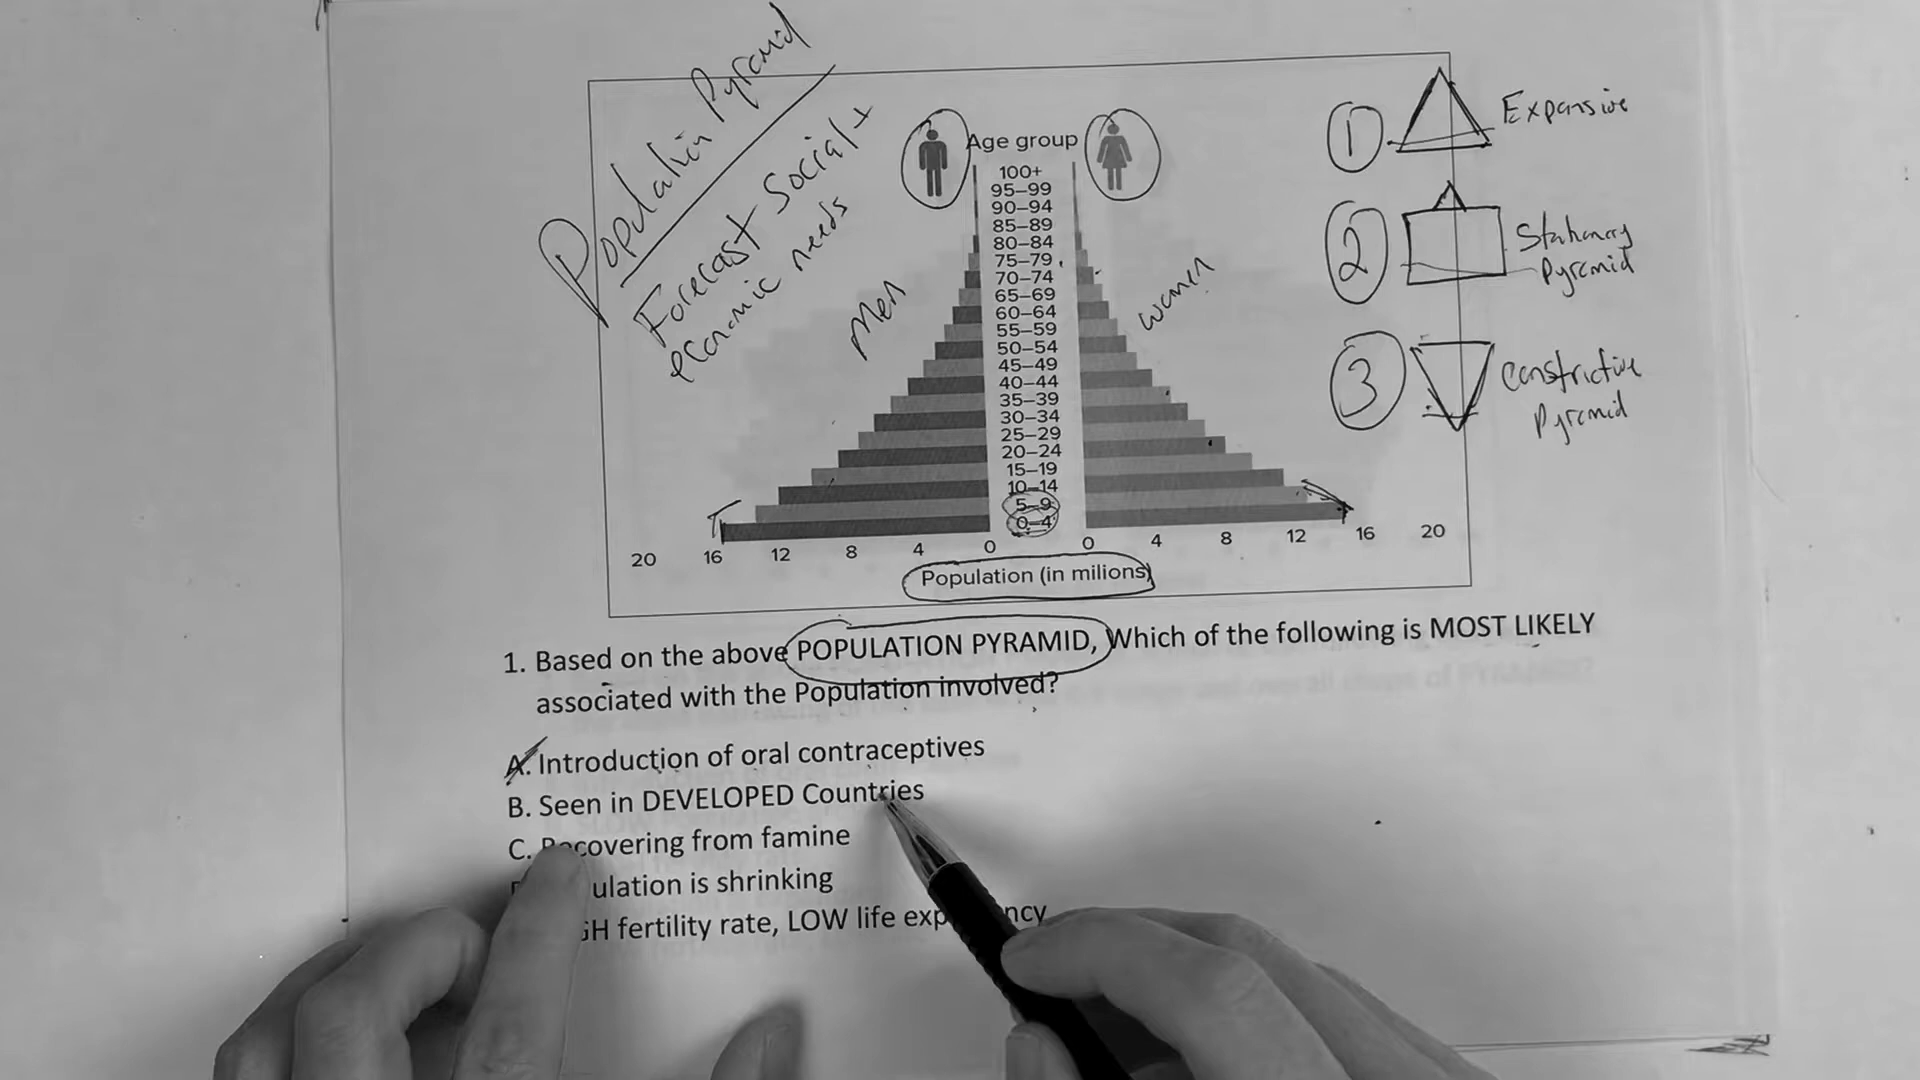 Population Pyramid
Forecast Social +
economic needs
Men
Women
Age group
100+
95–99
90–94
85–89
80–84
75–79
70–74
65–69
60–64
55–59
50–54
45–49
40–44
35–39
30–34
25–29
20–24
15–19
10–14
5–9
0–4
20 16 12 8 4 0 0 4 8 12 16 20
Population (in milions)
1 Expansive
2 Stationary
Pyramid
3 Constrictive
Pyramid
1. Based on the above POPULATION PYRAMID, Which of the following is MOST LIKELY
associated with the Population involved?
A. Introduction of oral contraceptives
B. Seen in DEVELOPED Countries
C. Recovering from famine
is shrinking
fertility rate, LOW life